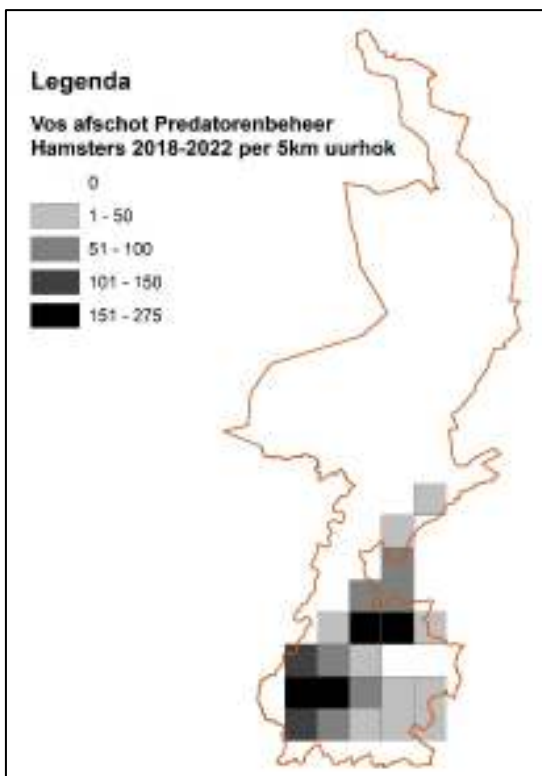 Legenda
Vos afschot Predatorenbeheer
Hamsters 2018-2022 per 5km uurhok
0
1 - 50
51 - 100
101 - 150
151 - 275